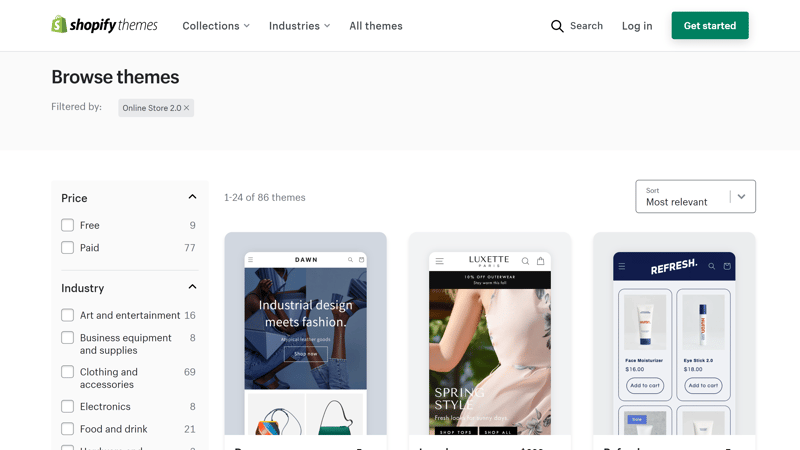 shopify themes
Collections
Industries
All themes
Search
Log in
Get started
Browse themes
Filtered by:
Online Store 2.0
Price
Free 9
Paid 77
Industry
Art and entertainment 16
Business equipment 8
and supplies
Clothing and 69
accessories
Electronics 8
Food and drink 21
1-24 of 86 themes
Sort
Most relevant
DAWN
Industrial design
meets fashion.
Atypical leather goods
Shop now
LUXETTE
PARIS
10% OFF OUTERWEAR
Stay warm this fall
SPRING
STYLE
Fresh looks for sunny days
SHOP TOPS
SHOP ALL
REFRESH.
Face Moisturizer
$16.00
Add to cart
Eye Stick 2.0
$18.00
Add to cart